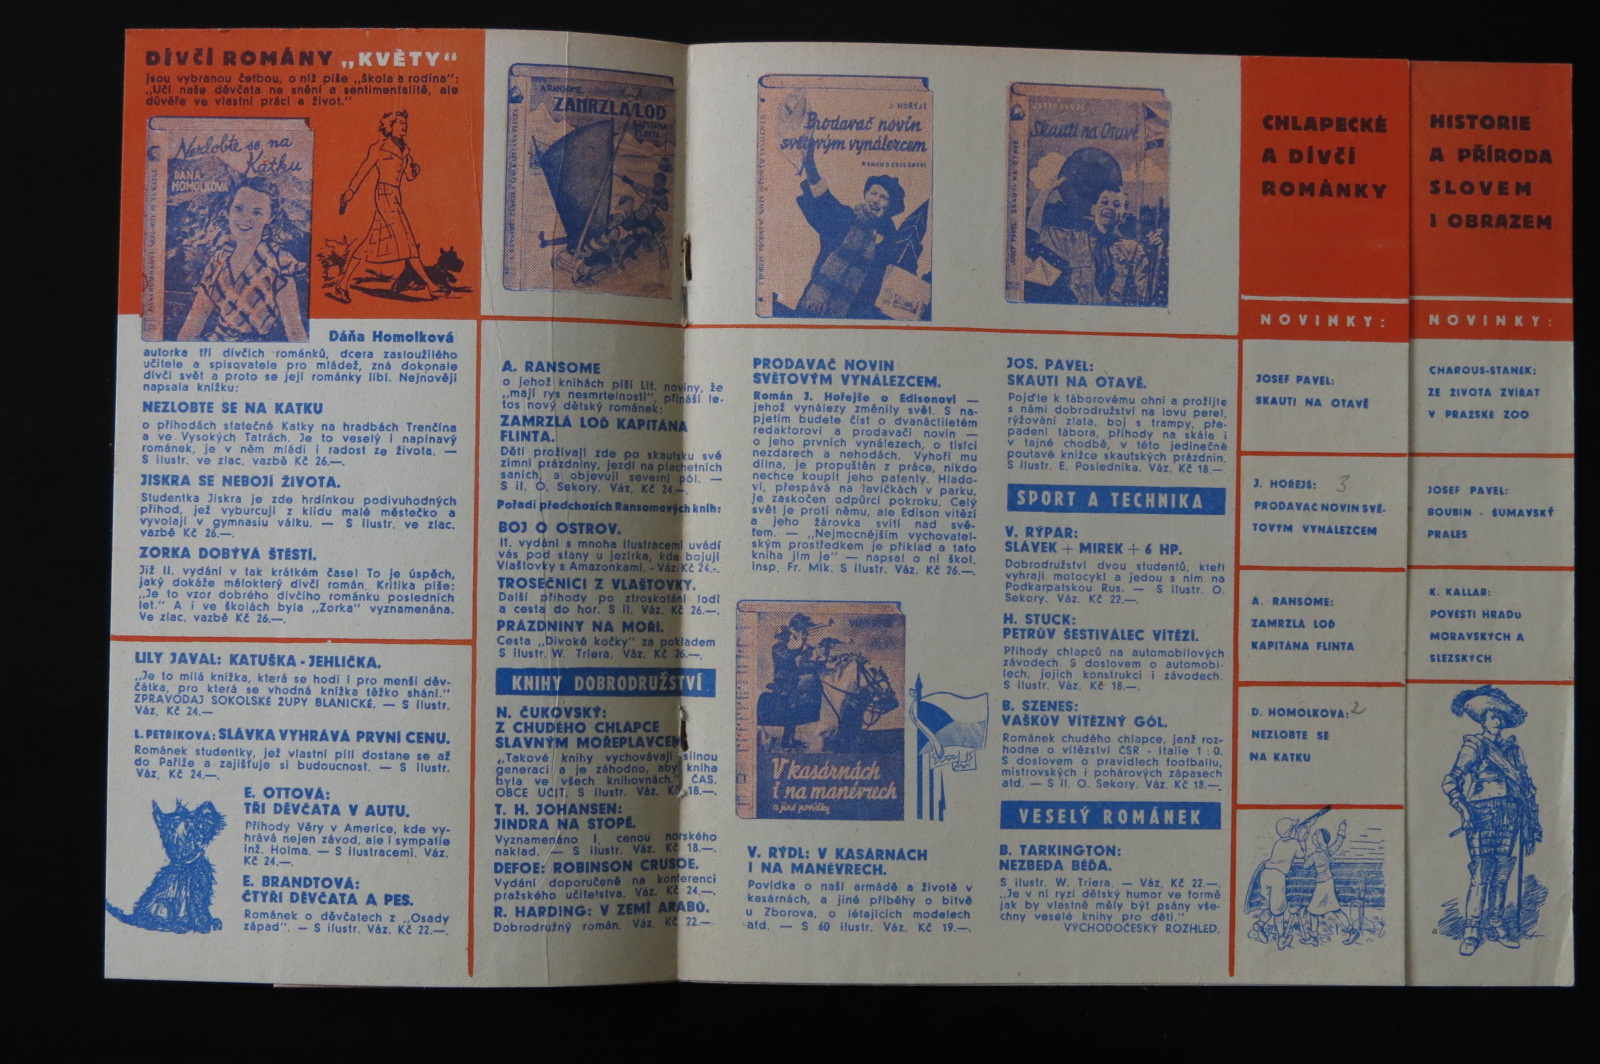 DÍVČÍ ROMÁNY „KVĚTY“
jsou vybranou četbou, o níž píše „škola a rodina“:
„Učí naše děvčata ne snění a sentimentalitě, ale
důvěře ve vlastní práci a život.“
Nezlobte se na
Katku
DÁŇA
HOMOLKOVÁ
Dáňa Homolková
autorka tří dívčích románků, dcera zasloužilého
učitele a spisovatele pro mládež, zná dokonale
dívčí svět a proto se její románky líbí. Nejnověji
napsala knížku:
NEZLOBTE SE NA KATKU
o příhodách statečné Katky na hradbách Trenčína
a ve Vysokých Tatrách. Je to veselý i napínavý
románek, je v něm mládí i radost ze života. —
S ilustr. ve zlac. vazbě Kč 26.—.
JISKRA SE NEBOJÍ ŽIVOTA.
Studentka Jiskra je zde hrdinkou podivuhodných
příhod, jež vyburcují z klidu malé městečko a
vyvolají v gymnasiu válku. — S ilustr. ve zlac.
vazbě Kč 26.—.
ZORKA DOBÝVÁ ŠTĚSTÍ.
Již II. vydání v tak krátkém čase! To je úspěch,
jaký dokáže málokterý dívčí román. Kritika píše:
„Je to vzor dobrého dívčího románku posledních
let.“ A i ve školách byla „Zorka“ vyznamenána.
Ve zlac. vazbě Kč 26.—.
LILY JAVAL: KATUŠKA - JEHLIČKA.
„Je to milá knížka, která se hodí i pro menší děv-
čátka, pro která se vhodná knížka těžko shání.“
ZPRAVODAJ SOKOLSKÉ ŽUPY BLANICKÉ. — S ilustr.
Váz. Kč 24.—
L. PETŘÍKOVÁ: SLÁVKA VYHRÁVÁ PRVNÍ CENU.
Románek studentky, jež vlastní pílí dostane se až
do Paříže a zajišťuje si budoucnost. — S ilustr.
Váz. Kč 24.—.
E. OTTOVÁ:
TŘI DĚVČATA V AUTU.
Příhody Věry v Americe, kde vy-
hrává nejen závod, ale i sympatie
inž. Holma. — S ilustracemi. Váz.
Kč 24.—.
E. BRANDTOVÁ:
ČTYŘI DĚVČATA A PES.
Románek o děvčatech z „Osady
západ“. — S ilustr. Váz. Kč 22.—.
A. RANSOME:
ZAMRZLÁ LOĎ
KAPITÁNA
FLINTA
A. RANSOME
o jehož knihách píší Lit. noviny, že
„mají rys nesmrtelnosti“, přináší le-
tos nový dětský románek:
ZAMRZLÁ LOĎ KAPITÁNA
FLINTA.
Děti prožívají zde po skautsku své
zimní prázdniny, jezdí na plachetních
saních, a objevují severní pól. —
S il. O. Sekory. Váz. Kč 24.—.
Pořadí předchozích Ransomových knih:
BOJ O OSTROV.
II. vydání s mnoha ilustracemi uvádí
vás pod stany u jezírka, kde bojují
Vlaštovky s Amazonkami. - Váz. Kč 24.-.
TROSEČNÍCI Z VLAŠTOVKY.
Další příhody po ztroskotání lodi
a cesta do hor. S il. Váz. Kč 26.—.
PRÁZDNINY NA MOŘI.
Cesta „Divoké kočky“ za pokladem
S ilustr. W. Triera. Váz. Kč 26.—.
KNIHY DOBRODRUŽSTVÍ
N. ČUKOVSKÝ:
Z CHUDÉHO CHLAPCE
SLAVNÝM MOŘEPLAVCEM
„Takové knihy vychovávají silnou
generaci a je záhodno, aby kniha
byla ve všech knihovnách.“ ČAS.
OBCE UČIT. S ilustr. Váz. Kč 18.—.
T. H. JOHANSEN:
JINDRA NA STOPĚ.
Vyznamenáno I. cenou norského
naklad. — S ilustr. Váz. Kč 18.—.
DEFOE: ROBINSON CRUSOE.
Vydání doporučené na konferenci
pražského učitelstva. Váz. Kč 24.—.
R. HARDING: V ZEMI ARABŮ.
Dobrodružný román. Váz. Kč 22.—.
J. HOŘEJŠ
Prodavač novin
světovým vynálezcem
ROMÁN O EDISONOVI
PRODAVAČ NOVIN
SVĚTOVÝM VYNÁLEZCEM.
Román J. Hořejše o Edisonovi —
jehož vynálezy změnily svět. S na-
pjetím budete číst o dvanáctiletém
redaktorovi a prodavači novin —
o jeho prvních vynálezech, o tisíci
nezdarech a nehodách. Vyhoří mu
dílna, je propuštěn z práce, nikdo
nechce koupit jeho patenty. Hlado-
ví, přespává na lavičkách v parku,
je zaskočen odpůrci pokroku. Celý
svět je proti němu, ale Edison vítězí
a jeho žárovka svítí nad svě-
tem. — „Nejmocnějším vychovatel-
ským prostředkem je příklad a tato
kniha jím je“ — napsal o ní škol.
insp. Fr. Mik. S ilustr. Váz. Kč 26.—.
V kasárnách
i na manévrech
a jiné povídky
V. RÝDL: V KASÁRNÁCH
I NA MANÉVRECH.
Povídka o naší armádě a životě v
kasárnách, a jiné příběhy o bitvě
u Zborova, o létajících modelech
atd. — S 60 ilustr. Váz. Kč 19.—.
JOSEF PAVEL
Skauti na Otavě
JOS. PAVEL:
SKAUTI NA OTAVĚ.
Pojďte k táborovému ohni a prožijte
s námi dobrodružství na lovu perel,
rýžování zlata, boj s trampy, pře-
padení tábora, příhody na skále i
v tajné chodbě, v této jedinečně
poutavé knížce skautských prázdnin.
S ilustr. E. Posledníka. Váz. Kč 18.—
SPORT A TECHNIKA
V. RÝPAR:
SLÁVEK + MIREK + 6 HP.
Dobrodružství dvou studentů, kteří
vyhrají motocykl a jedou s ním na
Podkarpatskou Rus. — S ilustr. O.
Sekory. Váz. Kč 22.—.
H. STUCK:
PETRŮV ŠESTIVÁLEC VÍTĚZÍ.
Příhody chlapců na automobilových
závodech. S doslovem o automobi-
lech, jejich konstrukci i závodech.
S ilustr. Kč 18.—.
B. SZENES:
VAŠKŮV VÍTĚZNÝ GÓL.
Románek chudého chlapce, jenž roz-
hodne o vítězství ČSR - Italie 1 : 0.
S doslovem o pravidlech footballu,
mistrovských i pohárových zápasech
atd. — S il. O. Sekory. Váz. Kč 18.—.
VESELÝ ROMÁNEK
B. TARKINGTON:
NEZBEDA BÉĎA.
S ilustr. W. Triera. — Váz. Kč 22.—.
„Je v ní ryzí dětský humor ve formě
jak by vlastně měly být psány vše-
chny veselé knihy pro děti.“
VÝCHODOČESKÝ ROZHLED.
CHLAPECKÉ
A DÍVČÍ
ROMÁNKY
NOVINKY:
JOSEF PAVEL:
SKAUTI NA OTAVĚ
J. HOŘEJŠ: 3
PRODAVAČ NOVIN SVĚ-
TOVÝM VYNÁLEZCEM
A. RANSOME:
ZAMRZLÁ LOĎ
KAPITÁNA FLINTA
D. HOMOLKOVÁ: 2
NEZLOBTE SE
NA KATKU
HISTORIE
A PŘÍRODA
SLOVEM
I OBRAZEM
NOVINKY:
CHAROUS-STANĚK:
ZE ŽIVOTA ZVÍŘAT
V PRAŽSKÉ ZOO
JOSEF PAVEL:
BOUBIN - ŠUMAVSKÝ
PRALES
K. KALLÁB:
POVĚSTI HRADŮ
MORAVSKÝCH A
SLEZSKÝCH